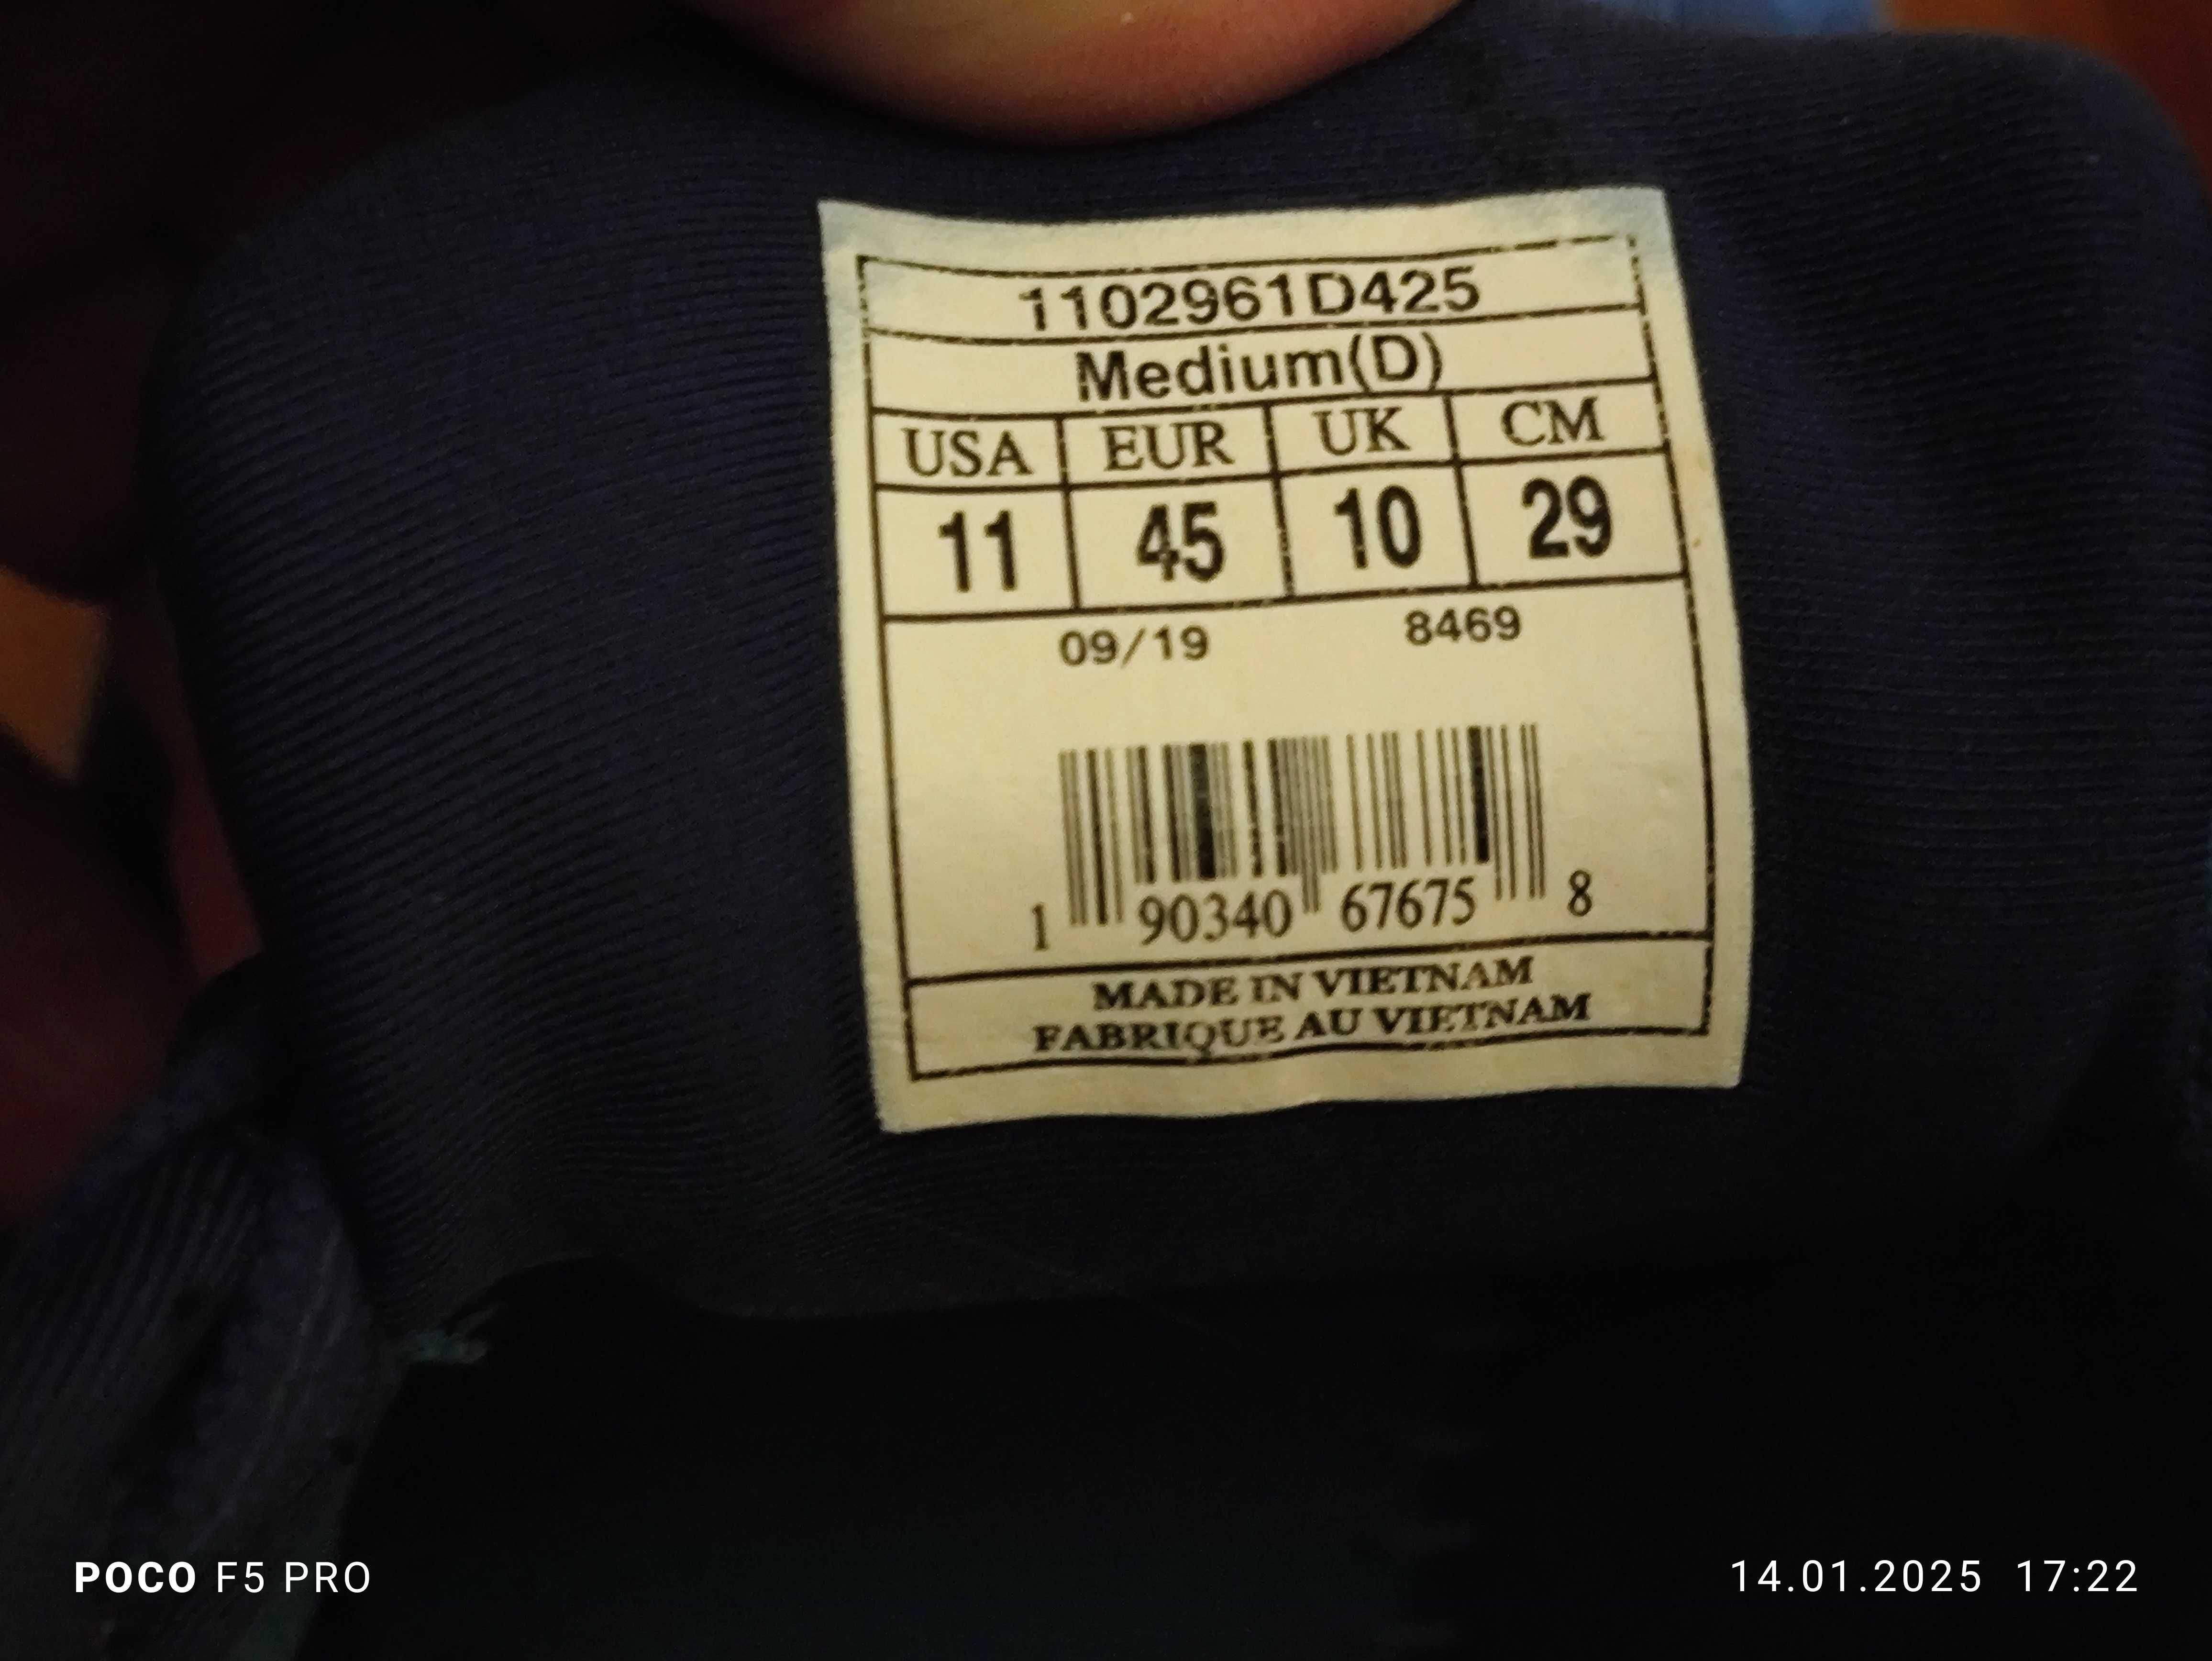 1102961D425
Medium(D)
USA EUR UK CM
11 45 10 29
09/19 8469
1 90340 67675 8
MADE IN VIETNAM
FABRIQUE AU VIETNAM
POCO F5 PRO
14.01.2025 17:22